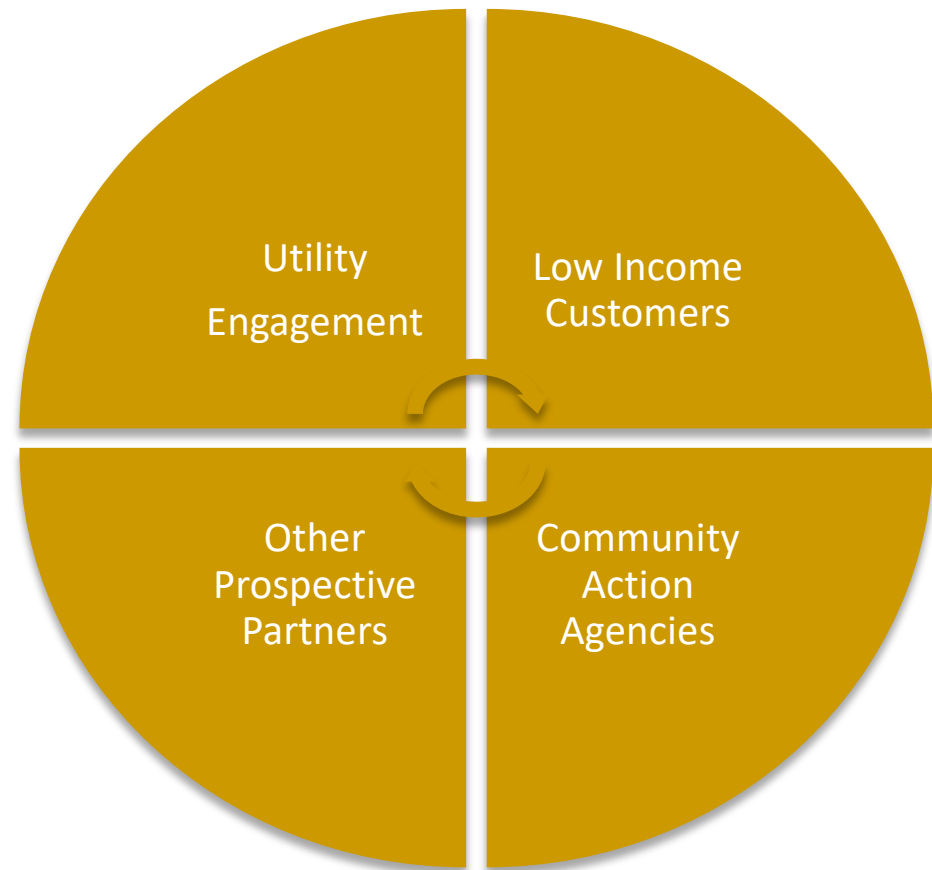 Utility
Engagement
Low Income
Customers
Other
Prospective
Partners
Community
Action
Agencies